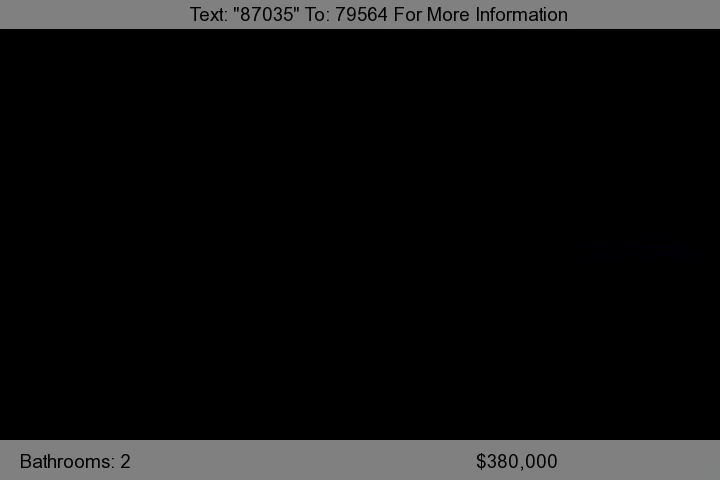 Text: "87035" To: 79564 For More Information
Bathrooms: 2 $380,000